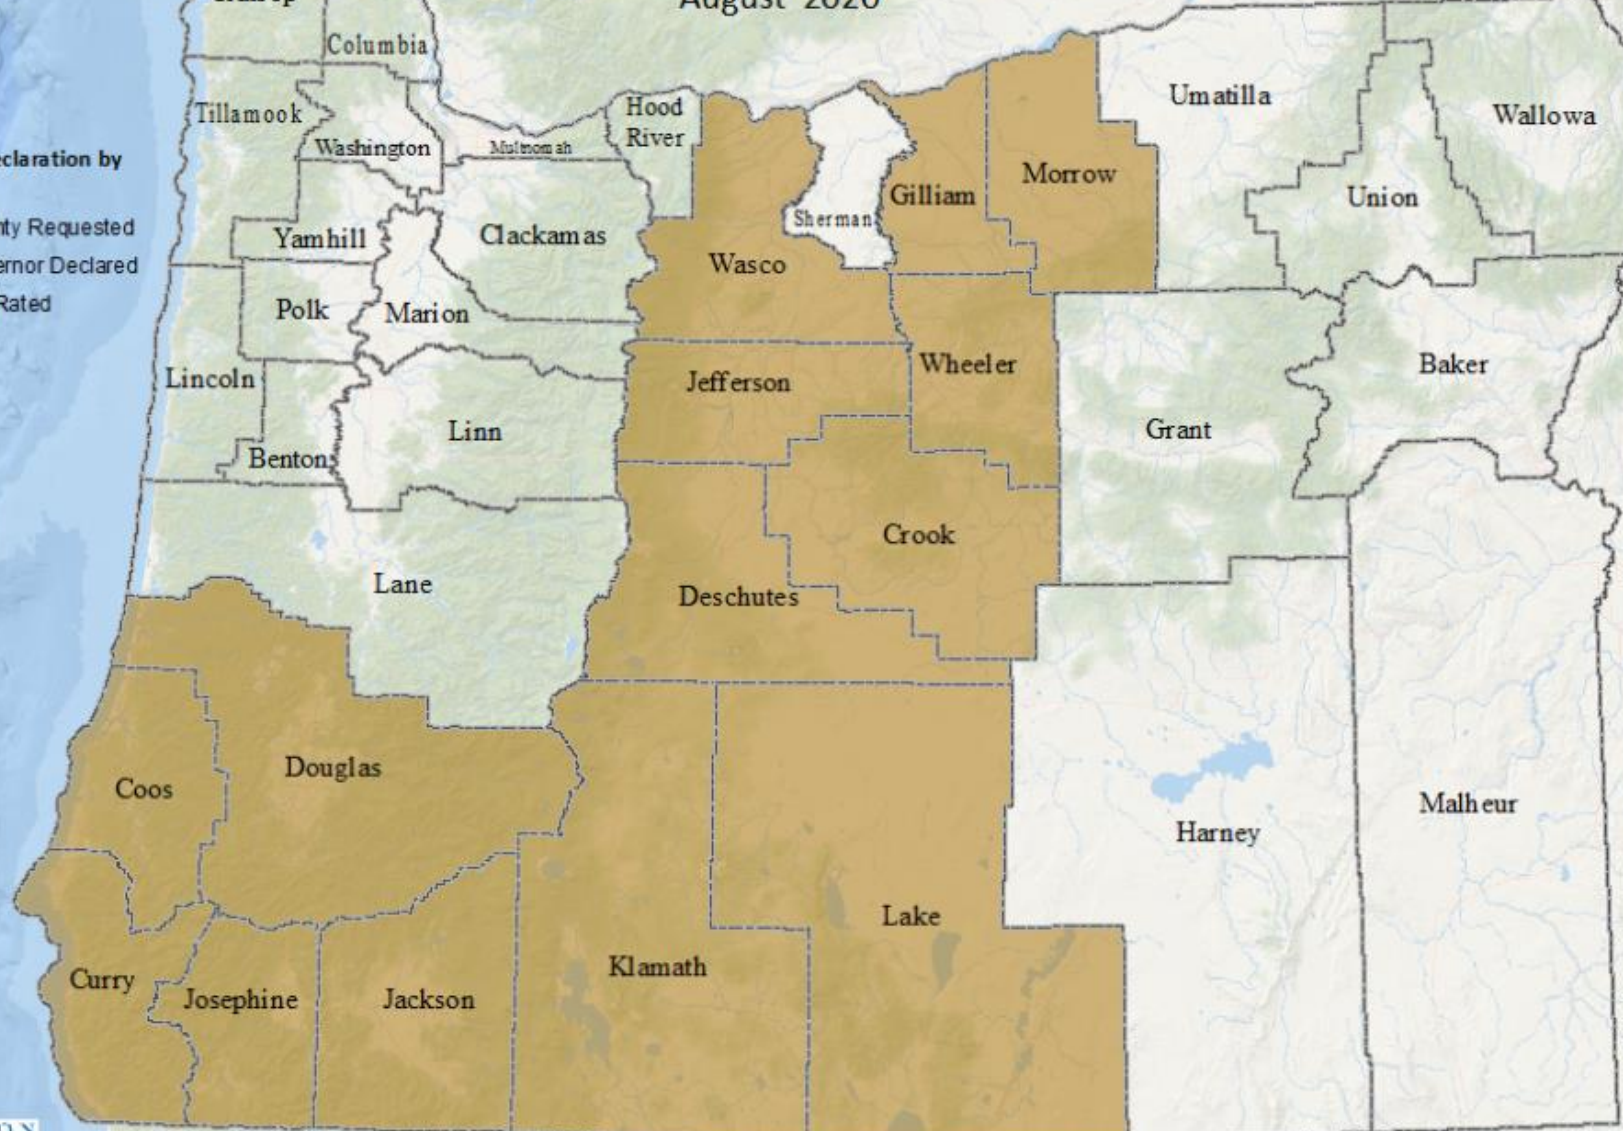 August 2020
Columbia
Tillamook
Hood
River
Washington
Multnomah
Umatilla
Wallowa
eclaration by
Morrow
Gilliam
Union
Sherman
nty Requested
Yamhill
Clackamas
ernor Declared
Wasco
Rated
Polk
Marion
Lincoln
Jefferson
Wheeler
Baker
Linn
Grant
Benton
Crook
Lane
Deschutes
Douglas
Coos
Malheur
Harney
Lake
Klamath
Curry
Josephine
Jackson